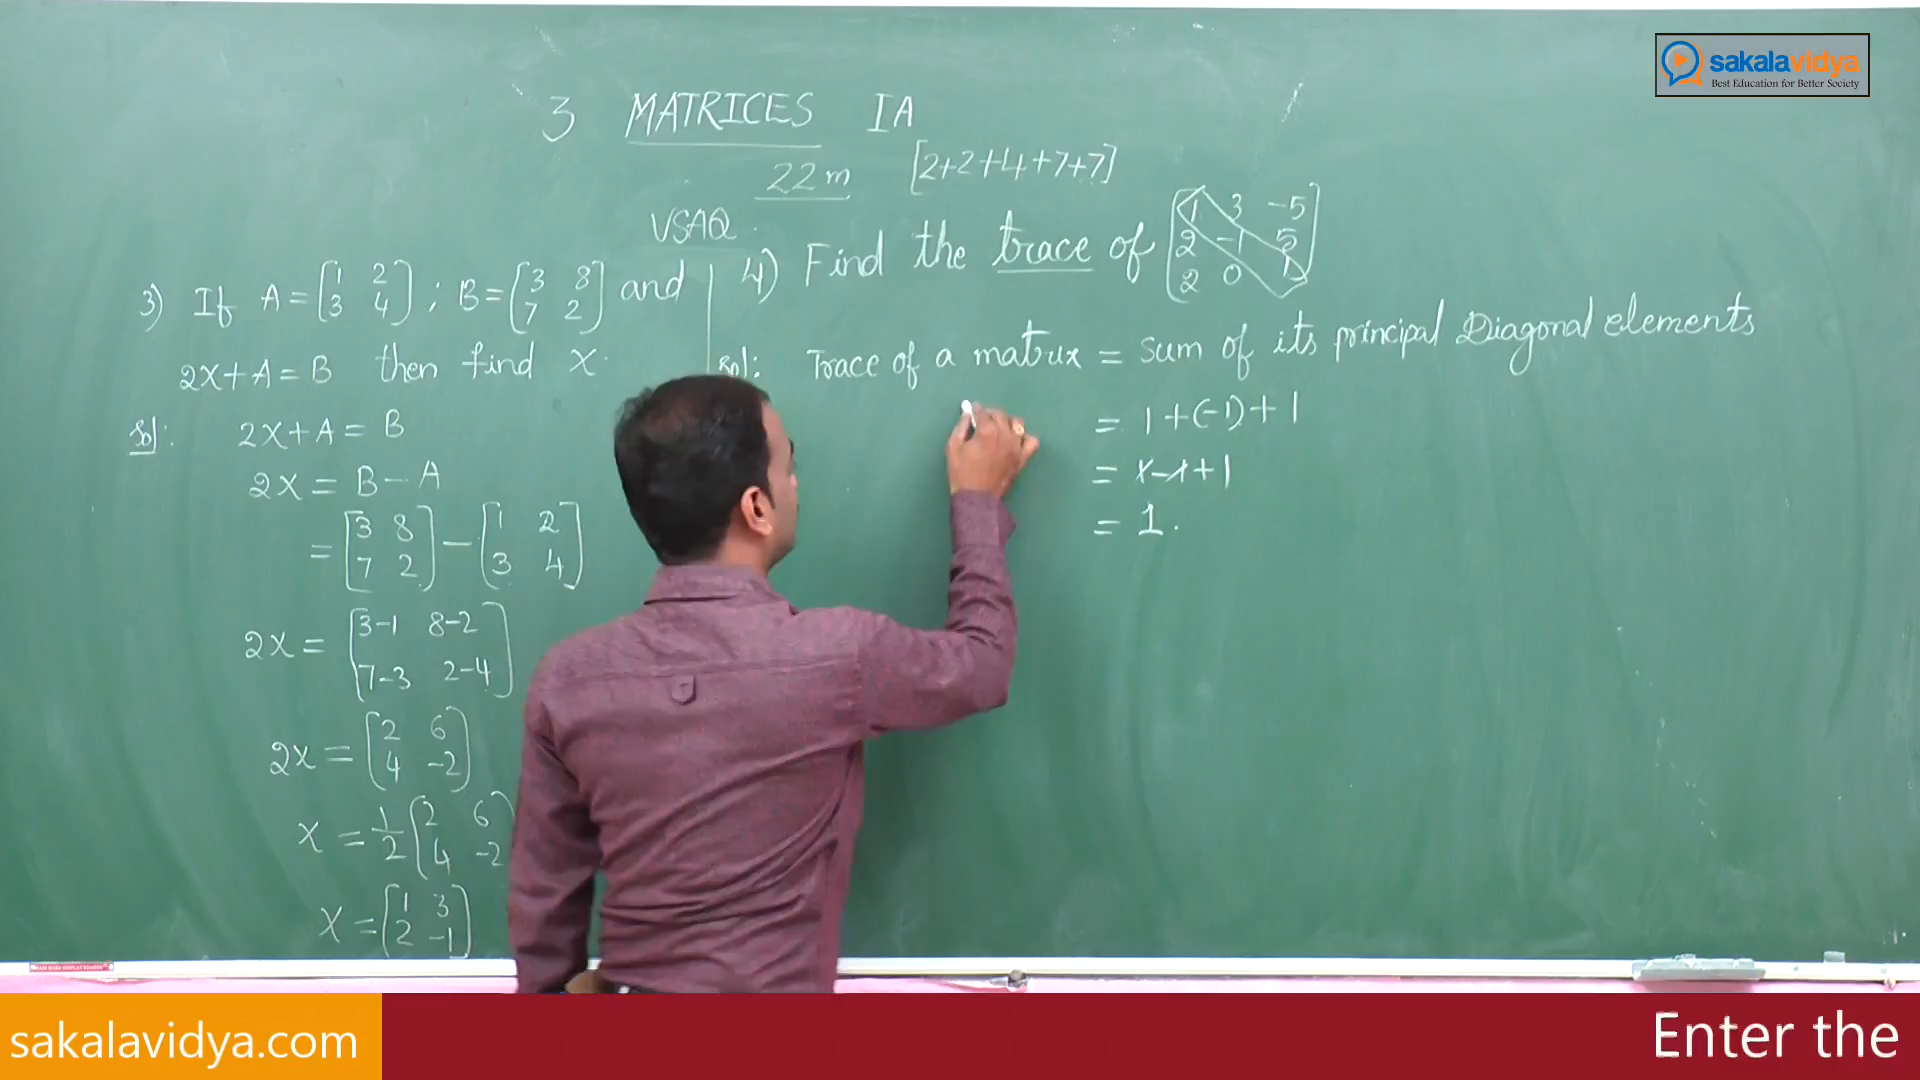 sakalavidya
Best Education for Better Society
3 MATRICES IA
22m [2+2+4+7+7]
VSAQ.
3) If A = [1 2
3 4] ; B = [3 8
7 2] and
2X+A = B then find X.
Sol: 2X+A = B
2X = B-A
= [3 8
7 2] - [1 2
3 4]
2X = [3-1 8-2
7-3 2-4]
2X = [2 6
4 -2]
X = 1/2 [2 6
4 -2
X = [1 3
2 -1]
4) Find the trace of [1 3 -5
2 -1 5
2 0 1]
Sol: Trace of a matrix = Sum of its principal Diagonal elements
= 1+(-1)+1
= 1-1+1
= 1.
sakalavidya.com
Enter the